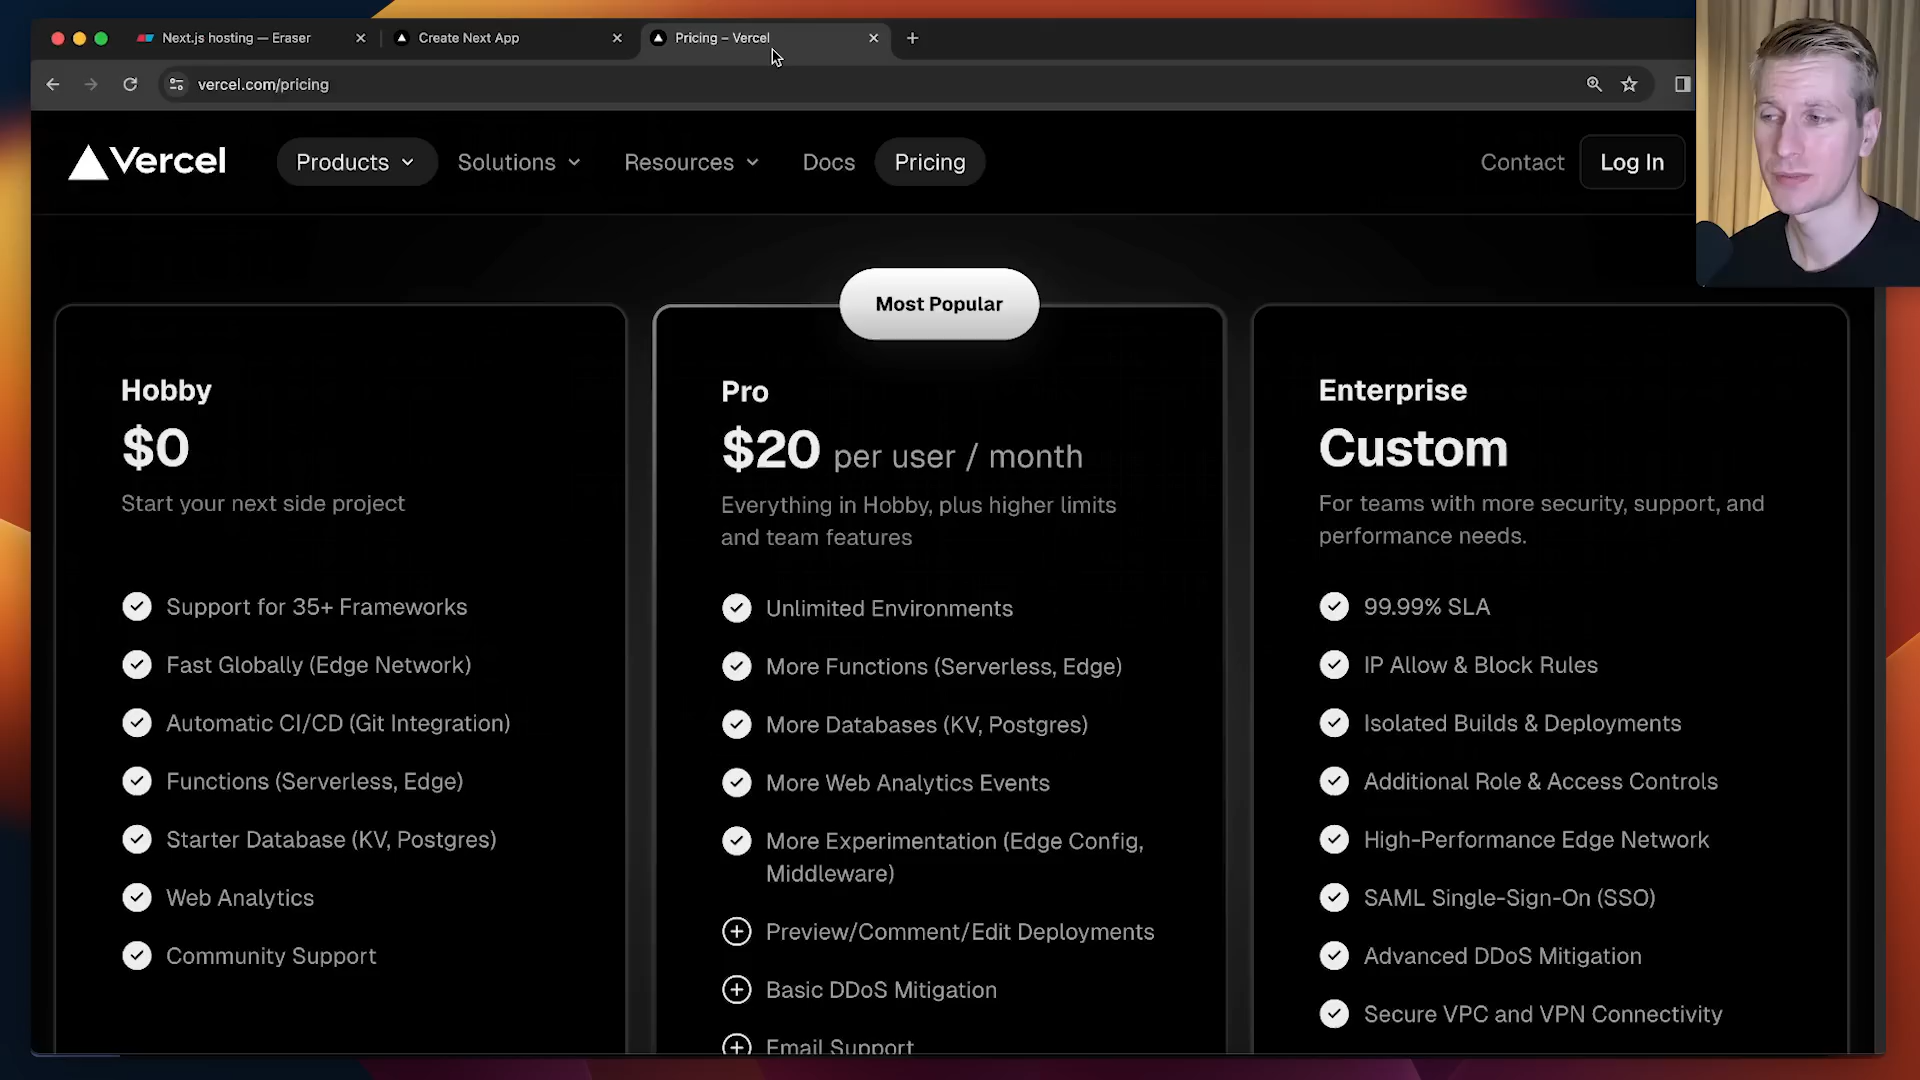 Next.js hosting — Eraser
Create Next App
Pricing – Vercel
vercel.com/pricing
Vercel
Products
Solutions
Resources
Docs
Pricing
Contact
Log In
Most Popular
Hobby
$0
Start your next side project
Support for 35+ Frameworks
Fast Globally (Edge Network)
Automatic CI/CD (Git Integration)
Functions (Serverless, Edge)
Starter Database (KV, Postgres)
Web Analytics
Community Support
Pro
$20 per user / month
Everything in Hobby, plus higher limits
and team features
Unlimited Environments
More Functions (Serverless, Edge)
More Databases (KV, Postgres)
More Web Analytics Events
More Experimentation (Edge Config,
Middleware)
Preview/Comment/Edit Deployments
Basic DDoS Mitigation
Email Support
Enterprise
Custom
For teams with more security, support, and
performance needs.
99.99% SLA
IP Allow & Block Rules
Isolated Builds & Deployments
Additional Role & Access Controls
High-Performance Edge Network
SAML Single-Sign-On (SSO)
Advanced DDoS Mitigation
Secure VPC and VPN Connectivity